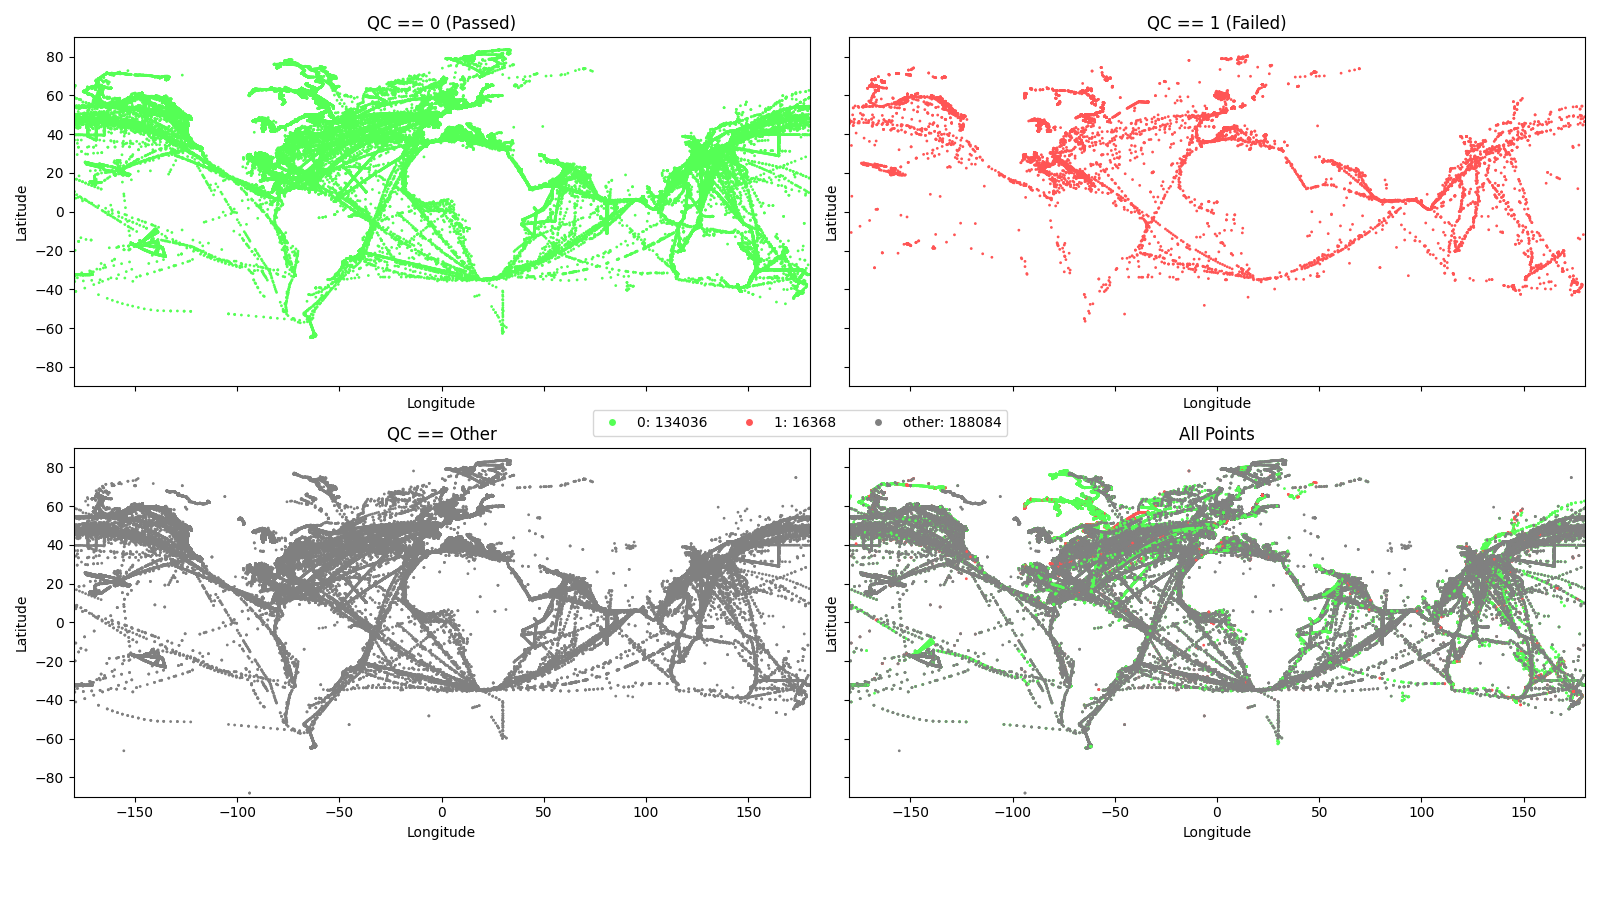 QC == 0 (Passed)
QC == 1 (Failed)
80
60
40
20
0
−20
−40
−60
−80
Latitude
Latitude
Longitude
Longitude
0: 134036 1: 16368 other: 188084
QC == Other
All Points
80
60
40
20
0
−20
−40
−60
−80
Latitude
Latitude
−150 −100 −50 0 50 100 150
−150 −100 −50 0 50 100 150
Longitude
Longitude